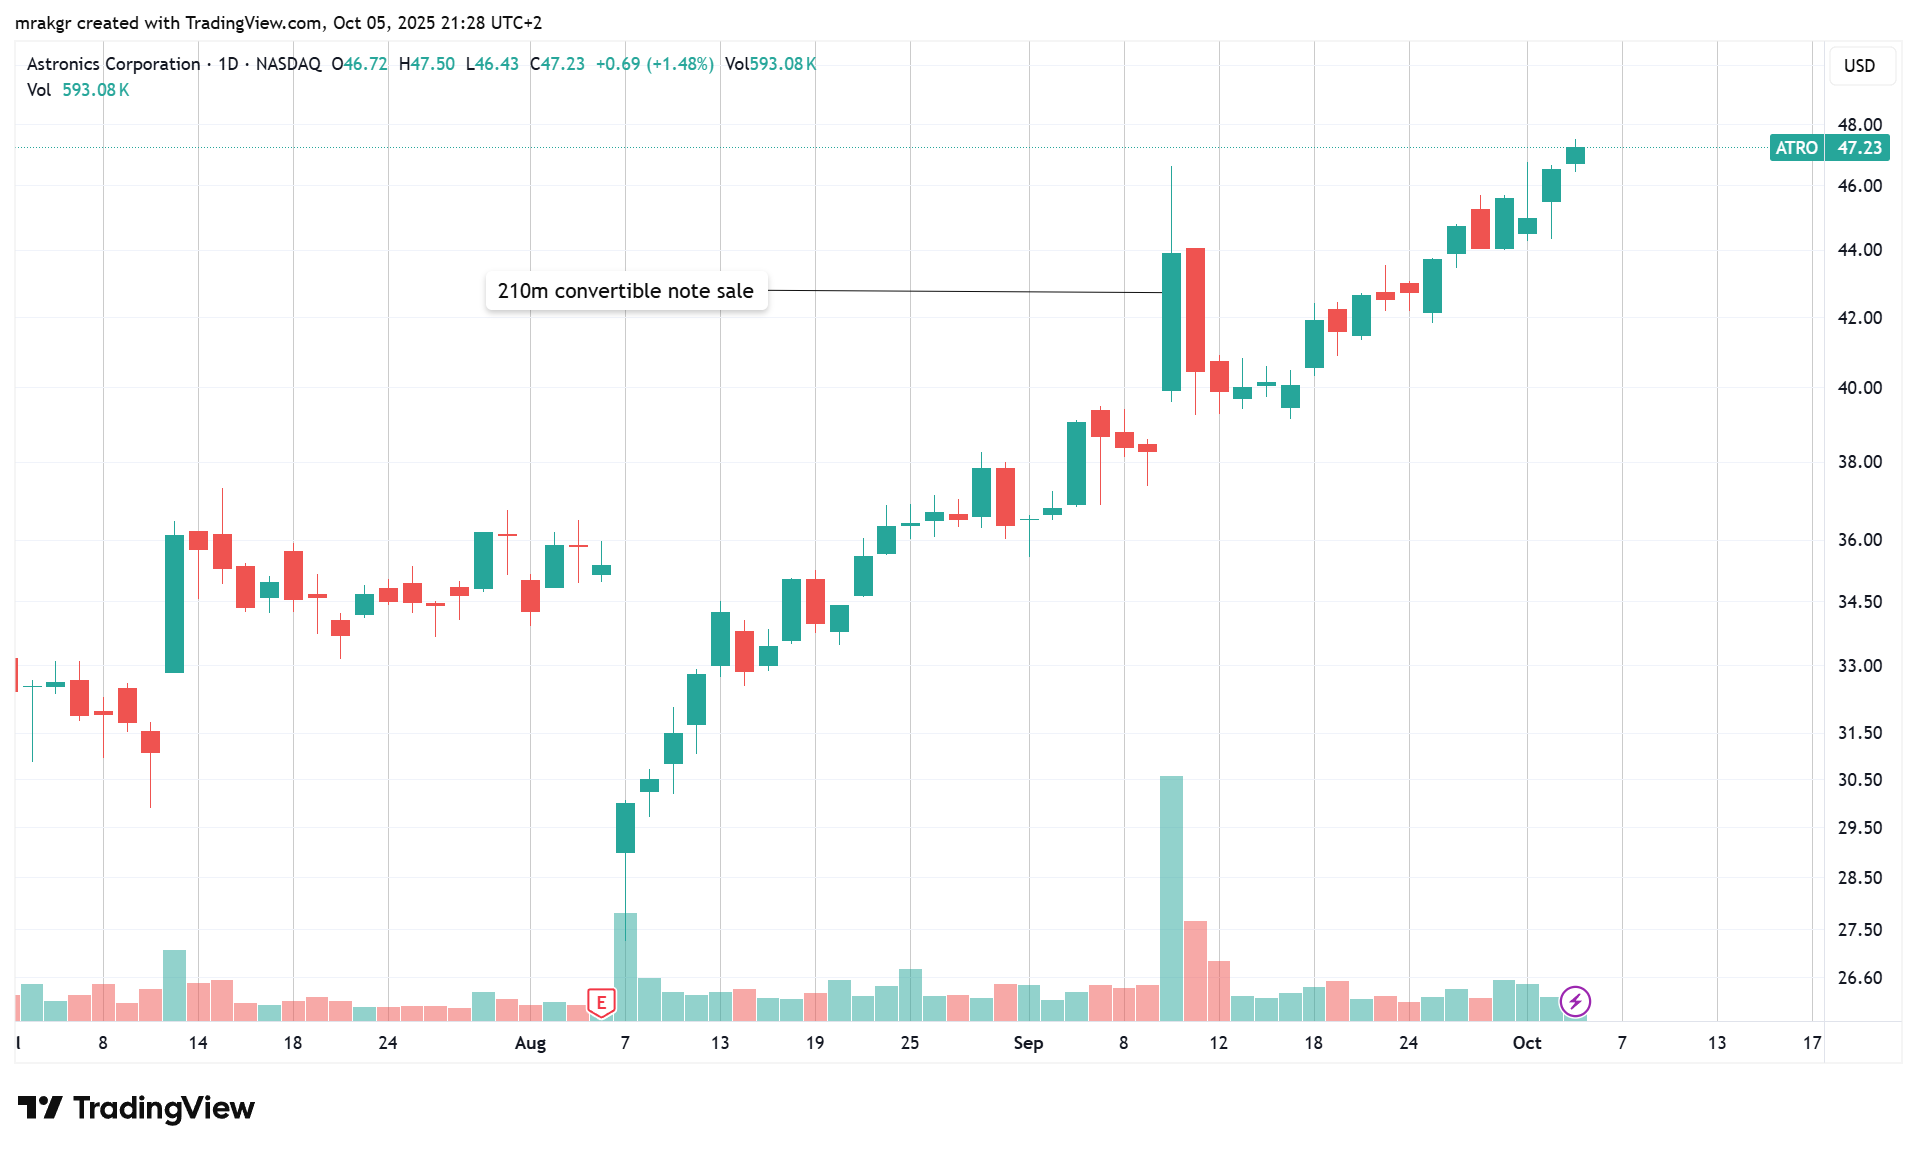 mrakgr created with TradingView.com, Oct 05, 2025 21:28 UTC+2
Astronics Corporation · 1D · NASDAQ O46.72 H47.50 L46.43 C47.23 +0.69 (+1.48%) Vol593.08 K
Vol 593.08 K
USD
48.00
ATRO 47.23
46.00
44.00
210m convertible note sale
42.00
40.00
38.00
36.00
34.50
33.00
31.50
30.50
29.50
28.50
27.50
26.60
E
8 14 18 24 Aug 7 13 19 25 Sep 8 12 18 24 Oct 7 13 17
TradingView